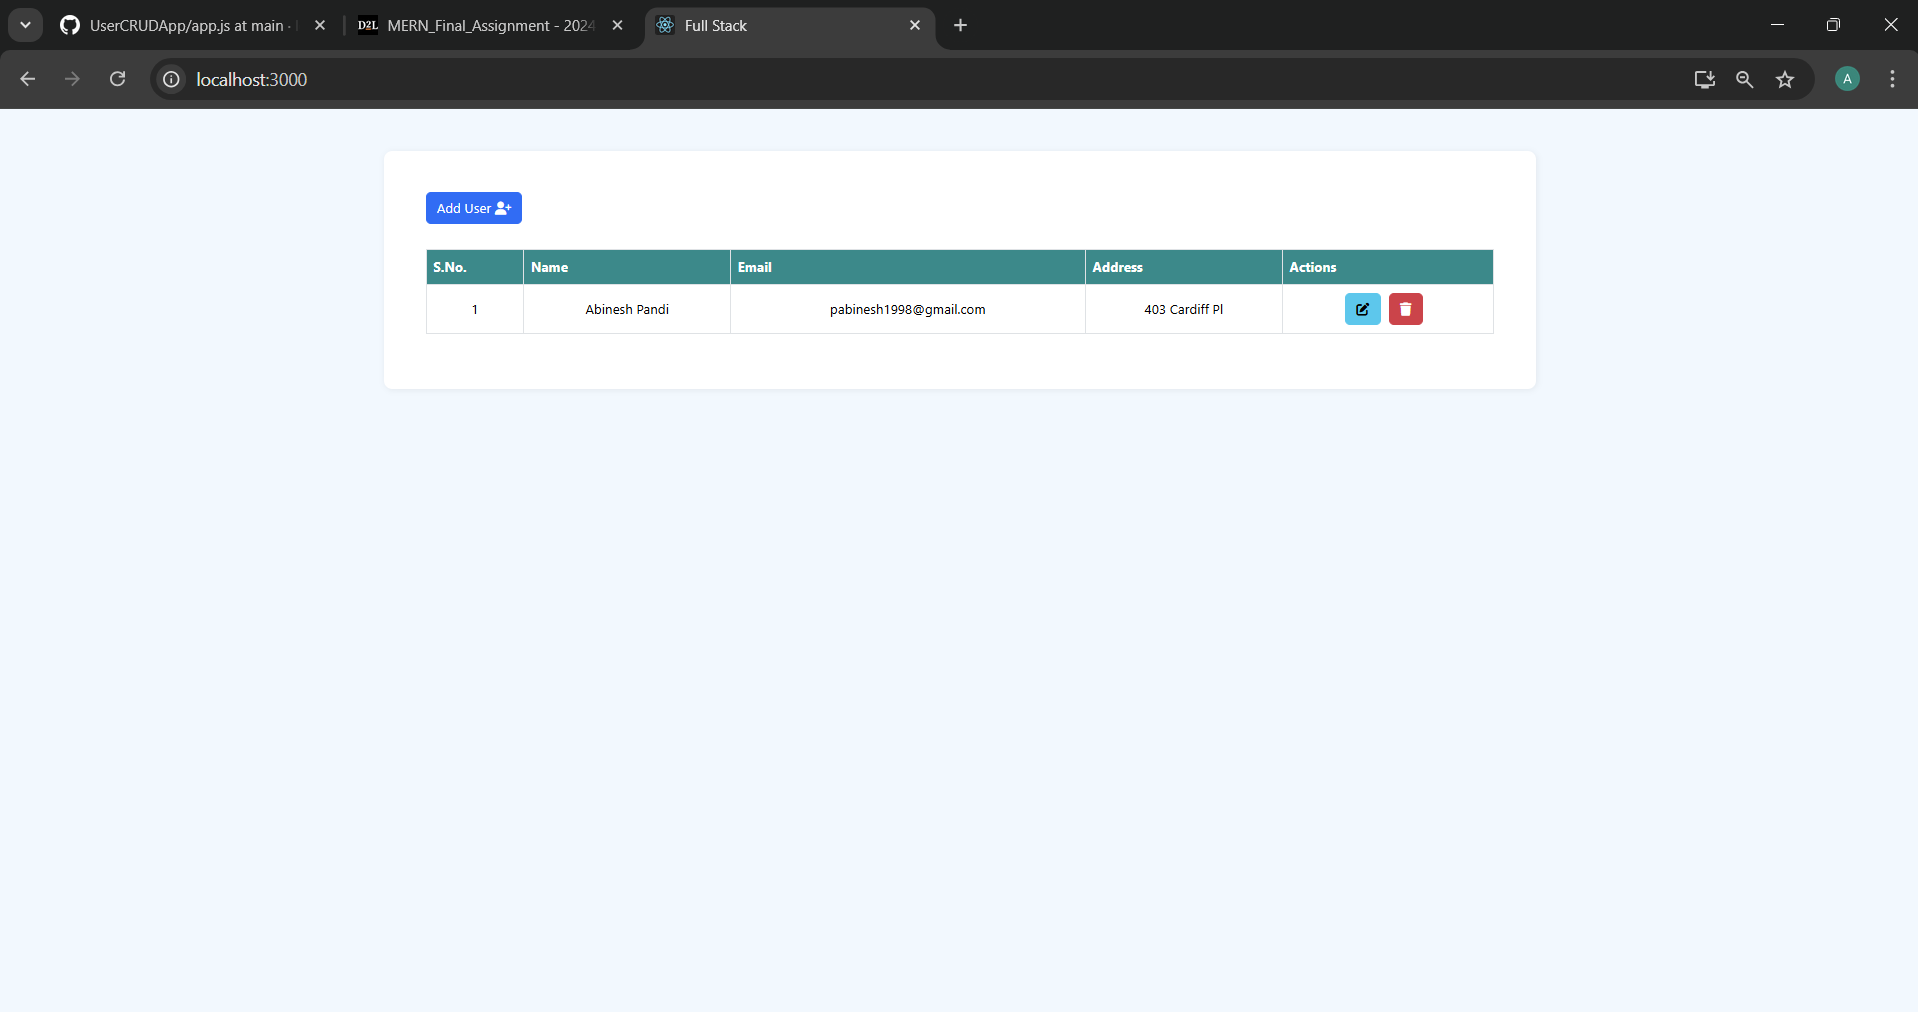 UserCRUDApp/app.js at main ·
D2L MERN_Final_Assignment - 2024
Full Stack
localhost:3000
A
Add User
S.No. Name Email Address Actions
1 Abinesh Pandi pabinesh1998@gmail.com 403 Cardiff Pl